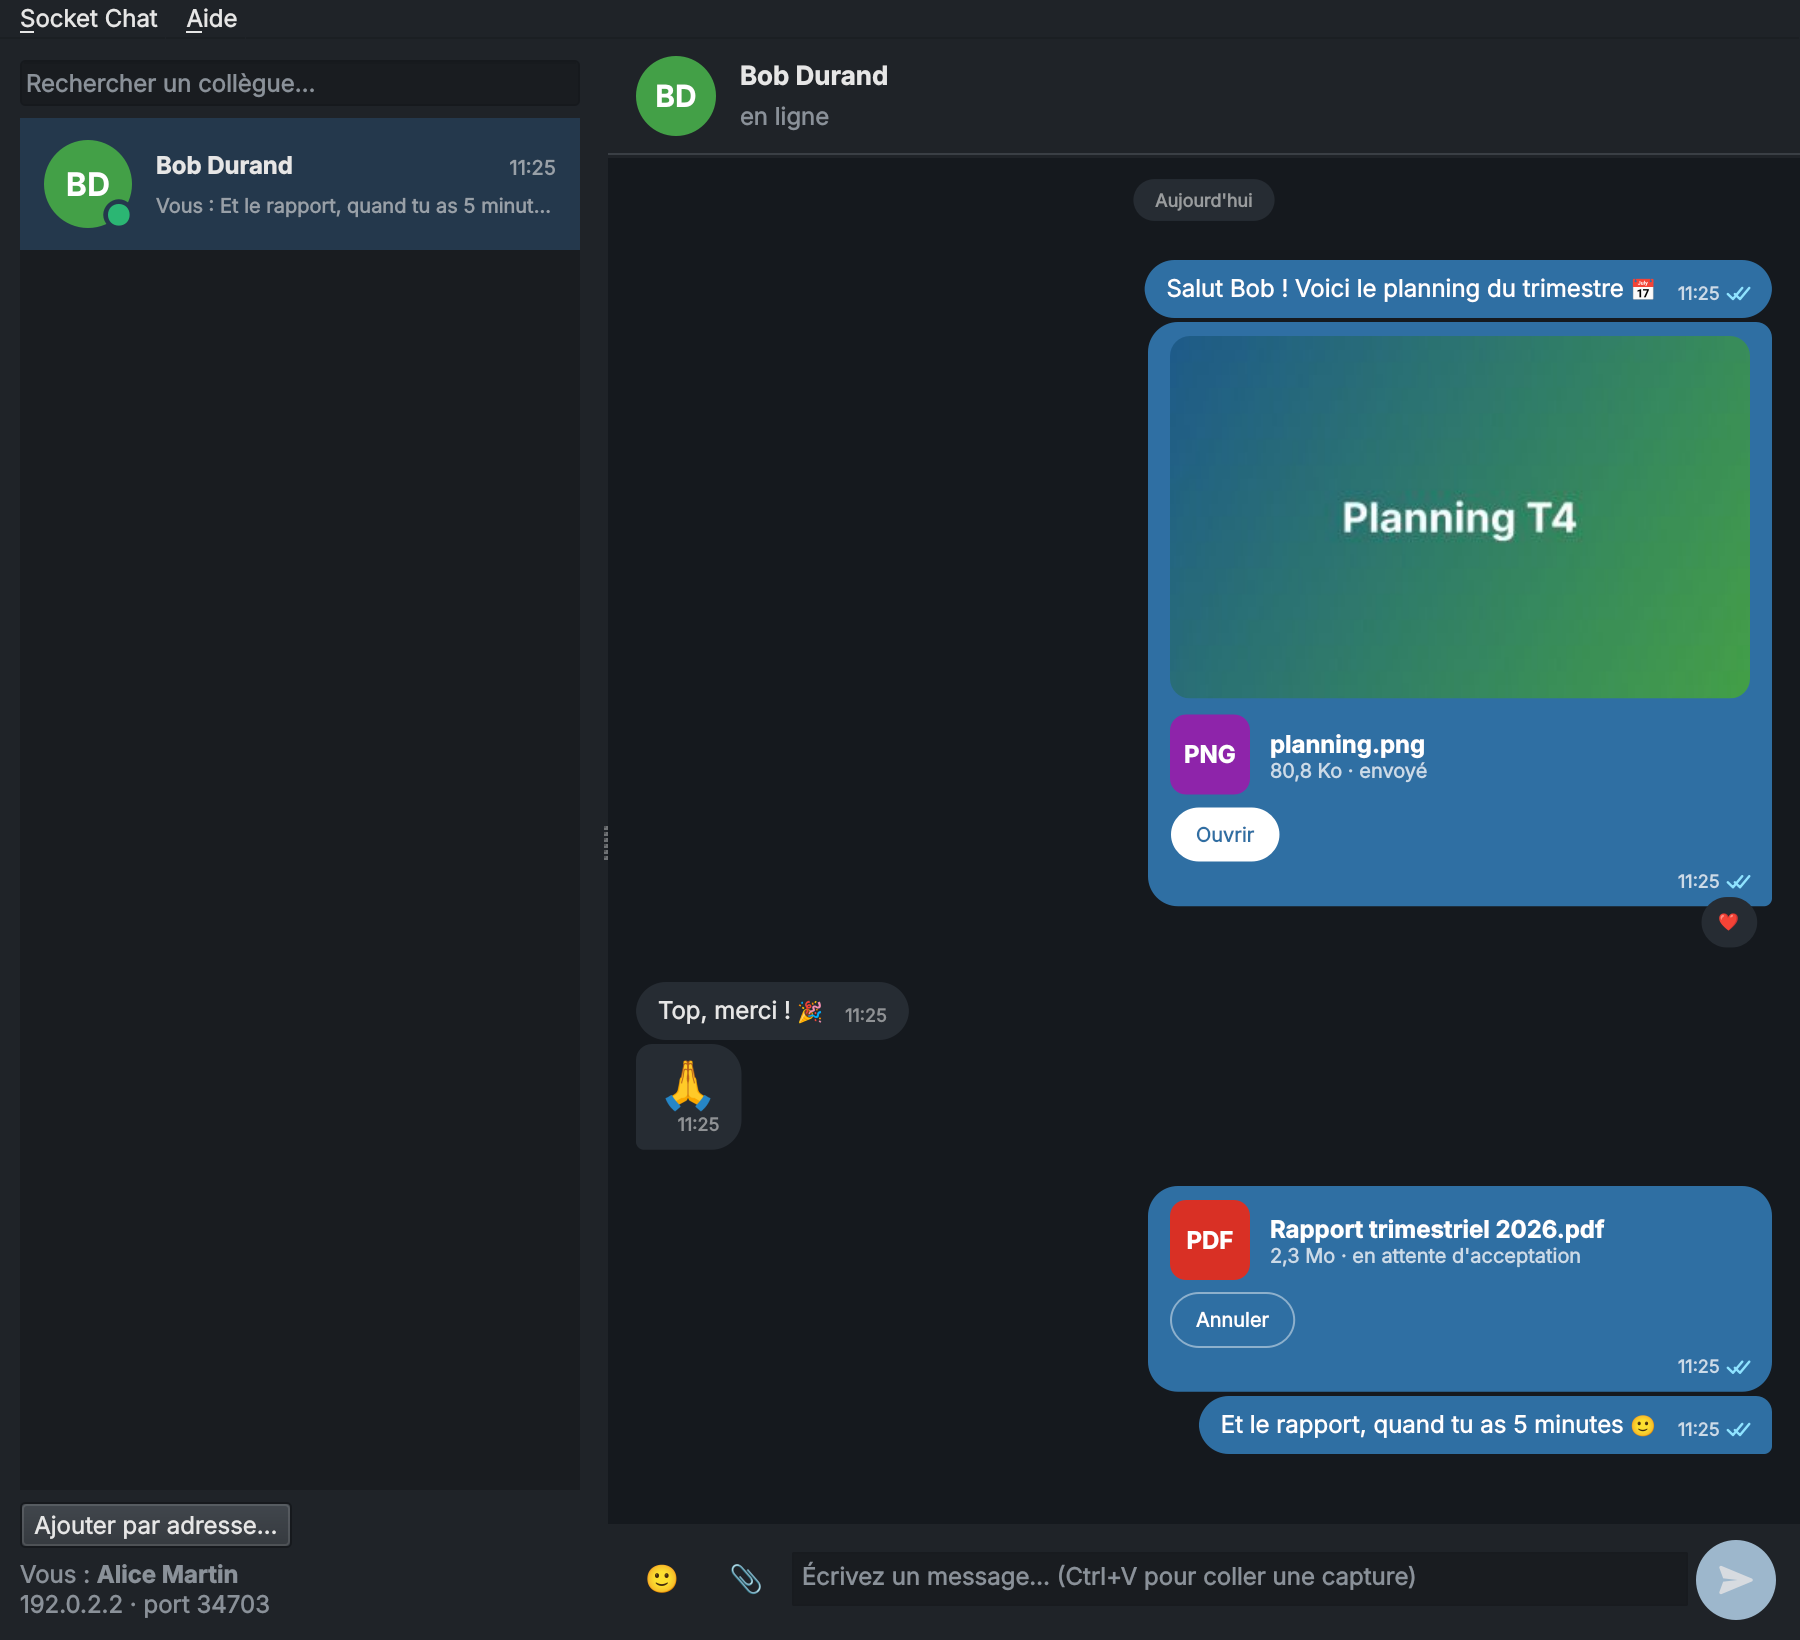 Socket Chat Aide
Rechercher un collègue...
BD
Bob Durand 11:25
Vous : Et le rapport, quand tu as 5 minut...
Ajouter par adresse...
Vous : Alice Martin
192.0.2.2 · port 34703
BD
Bob Durand
en ligne
Aujourd'hui
Salut Bob ! Voici le planning du trimestre 📅 11:25
Planning T4
PNG
planning.png
80,8 Ko · envoyé
Ouvrir
11:25
❤️
Top, merci ! 🎉 11:25
🙏
11:25
PDF
Rapport trimestriel 2026.pdf
2,3 Mo · en attente d'acceptation
Annuler
11:25
Et le rapport, quand tu as 5 minutes 🙂 11:25
Écrivez un message... (Ctrl+V pour coller une capture)